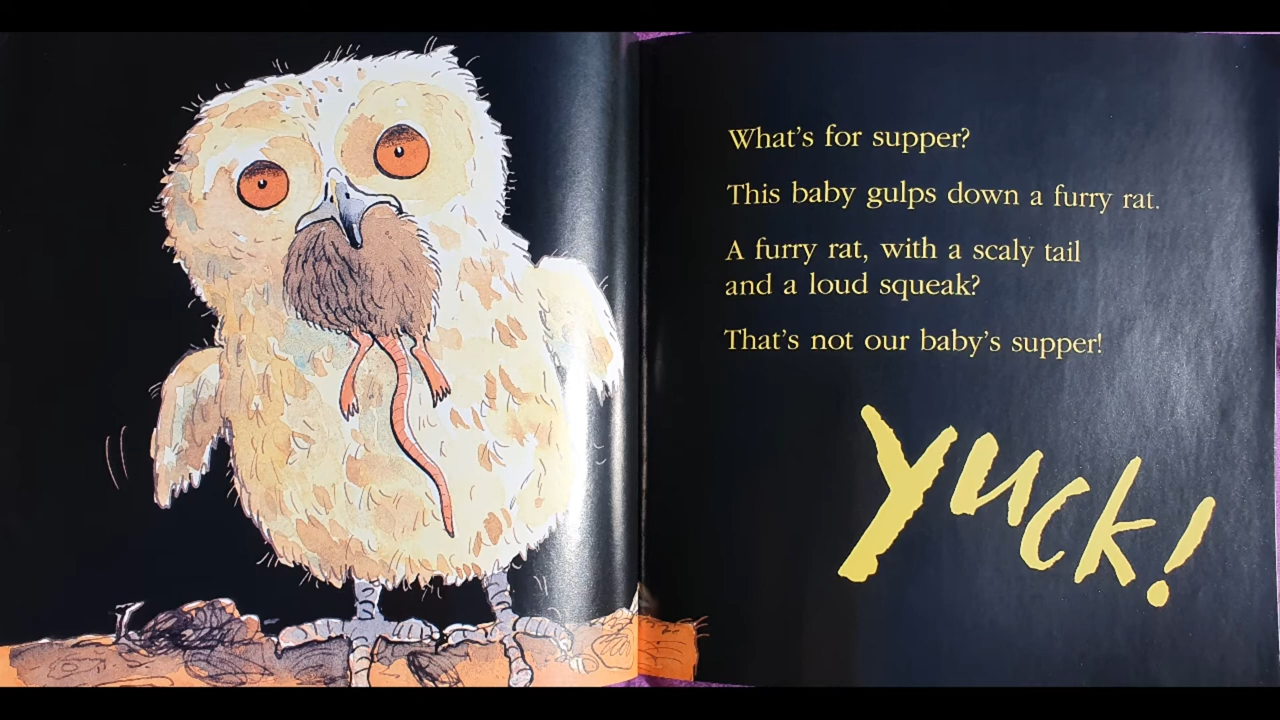 What's for supper?
This baby gulps down a furry rat.
A furry rat, with a scaly tail
and a loud squeak?
That's not our baby's supper!
Yuck!